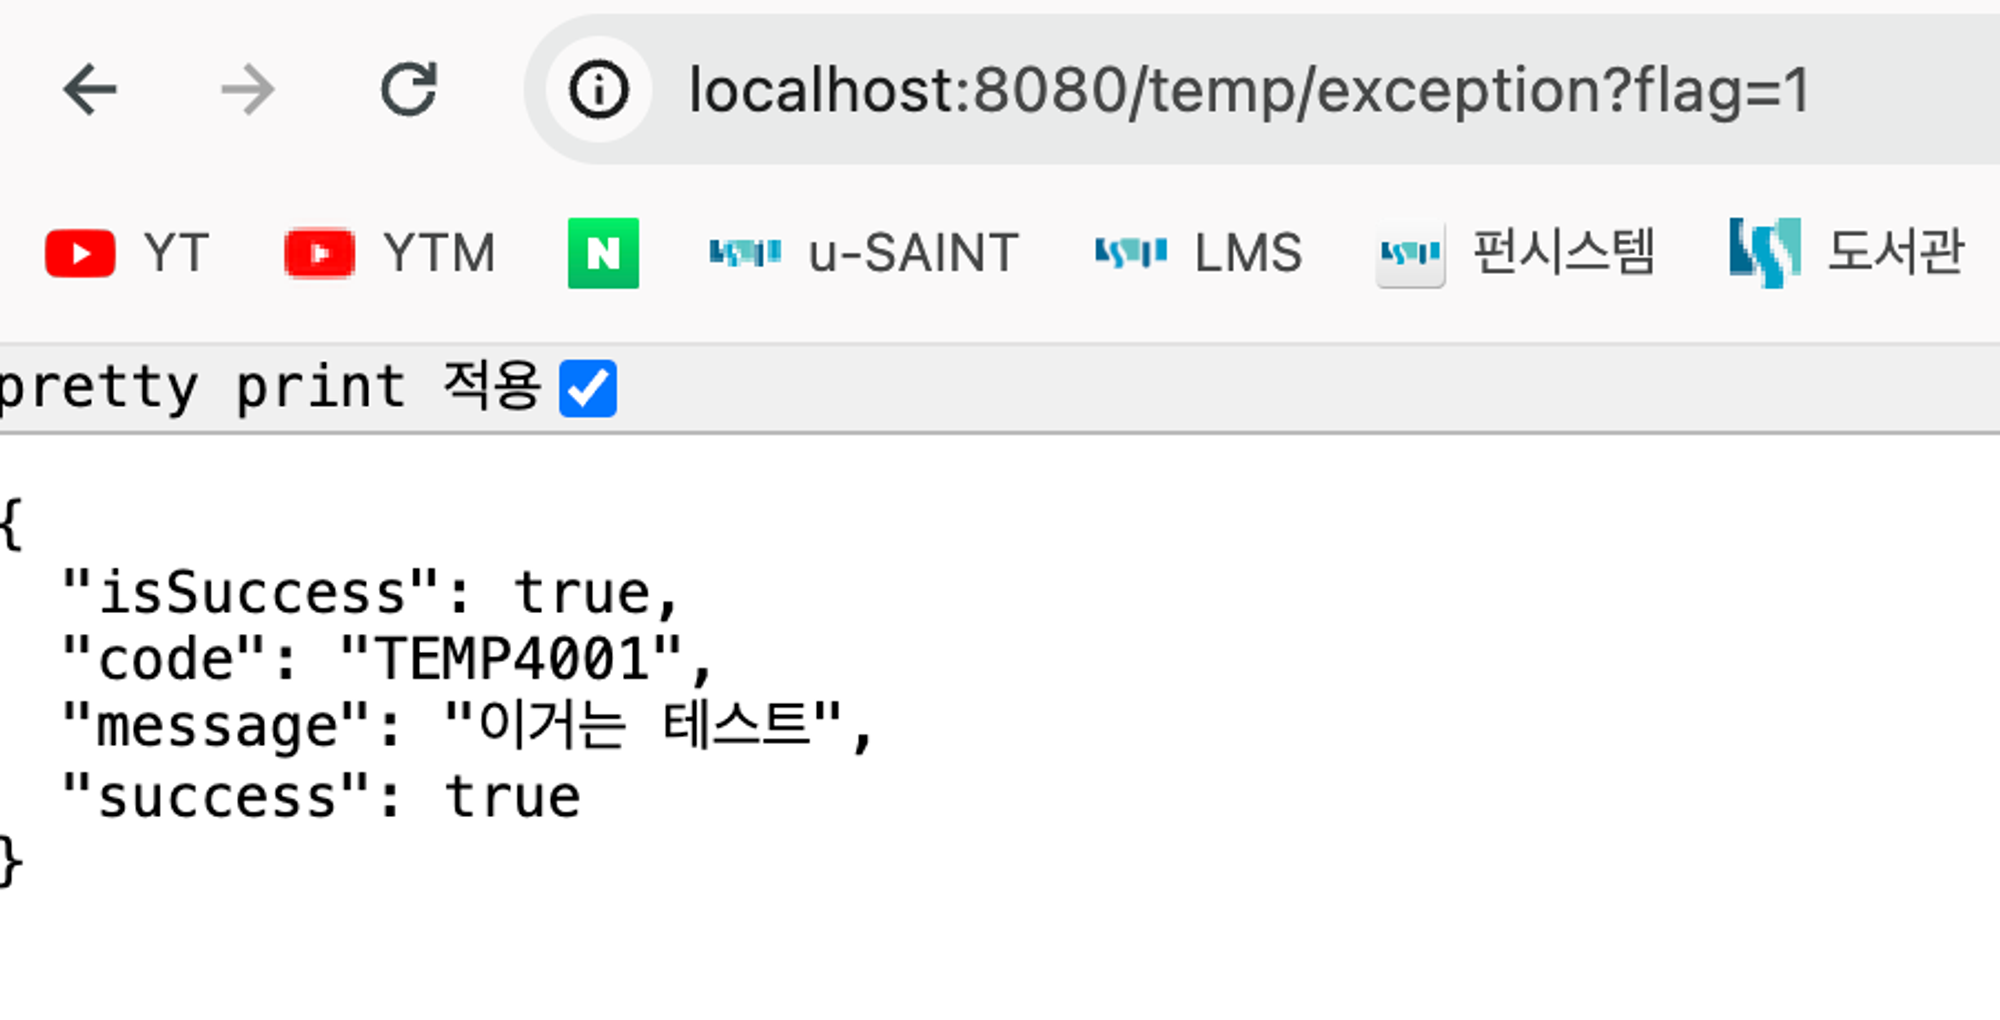 localhost:8080/temp/exception?flag=1
YT YTM N u-SAINT LMS 펀시스템 도서관
pretty print 적용
{
"isSuccess": true,
"code": "TEMP4001",
"message": "이거는 테스트",
"success": true
}